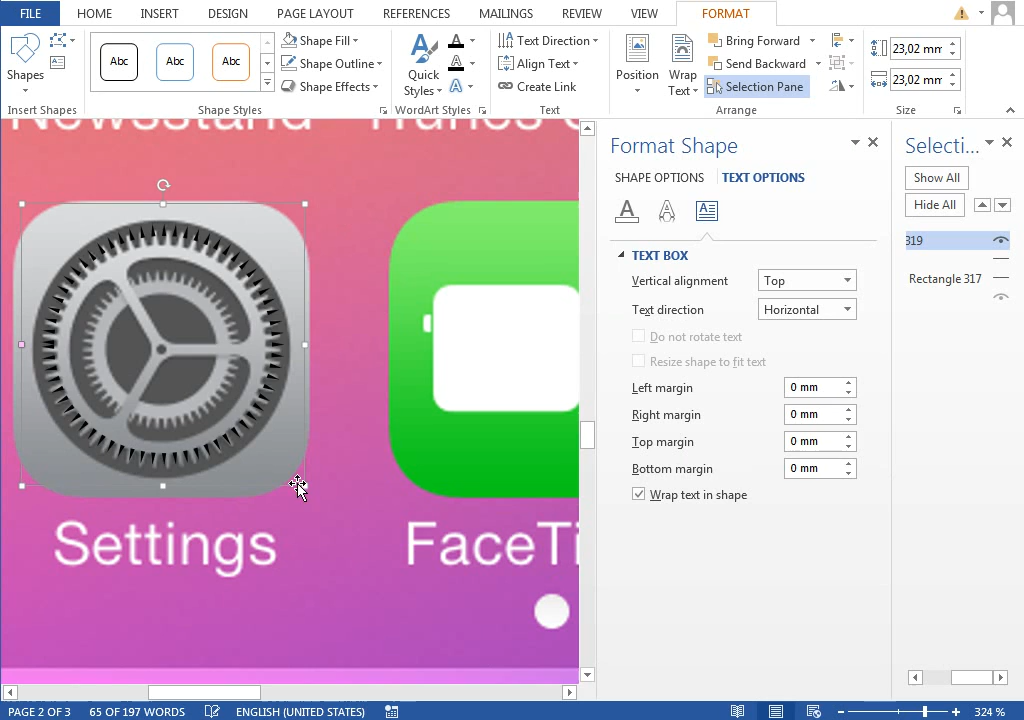 FILE HOME INSERT DESIGN PAGE LAYOUT REFERENCES MAILINGS REVIEW VIEW FORMAT
Shapes
Insert Shapes
Abc Abc Abc
Shape Fill
Shape Outline
Shape Effects
Shape Styles
Quick
Styles
WordArt Styles
Text Direction
Align Text
Create Link
Text
Position
Wrap
Text
Bring Forward
Send Backward
Selection Pane
Arrange
23,02 mm
23,02 mm
Size
Newsstand iTunes
Settings
FaceTi
Format Shape
SHAPE OPTIONS TEXT OPTIONS
TEXT BOX
Vertical alignment Top
Text direction Horizontal
Do not rotate text
Resize shape to fit text
Left margin 0 mm
Right margin 0 mm
Top margin 0 mm
Bottom margin 0 mm
Wrap text in shape
Selecti...
Show All
Hide All
319
Rectangle 317
PAGE 2 OF 3 65 OF 197 WORDS ENGLISH (UNITED STATES) 324 %